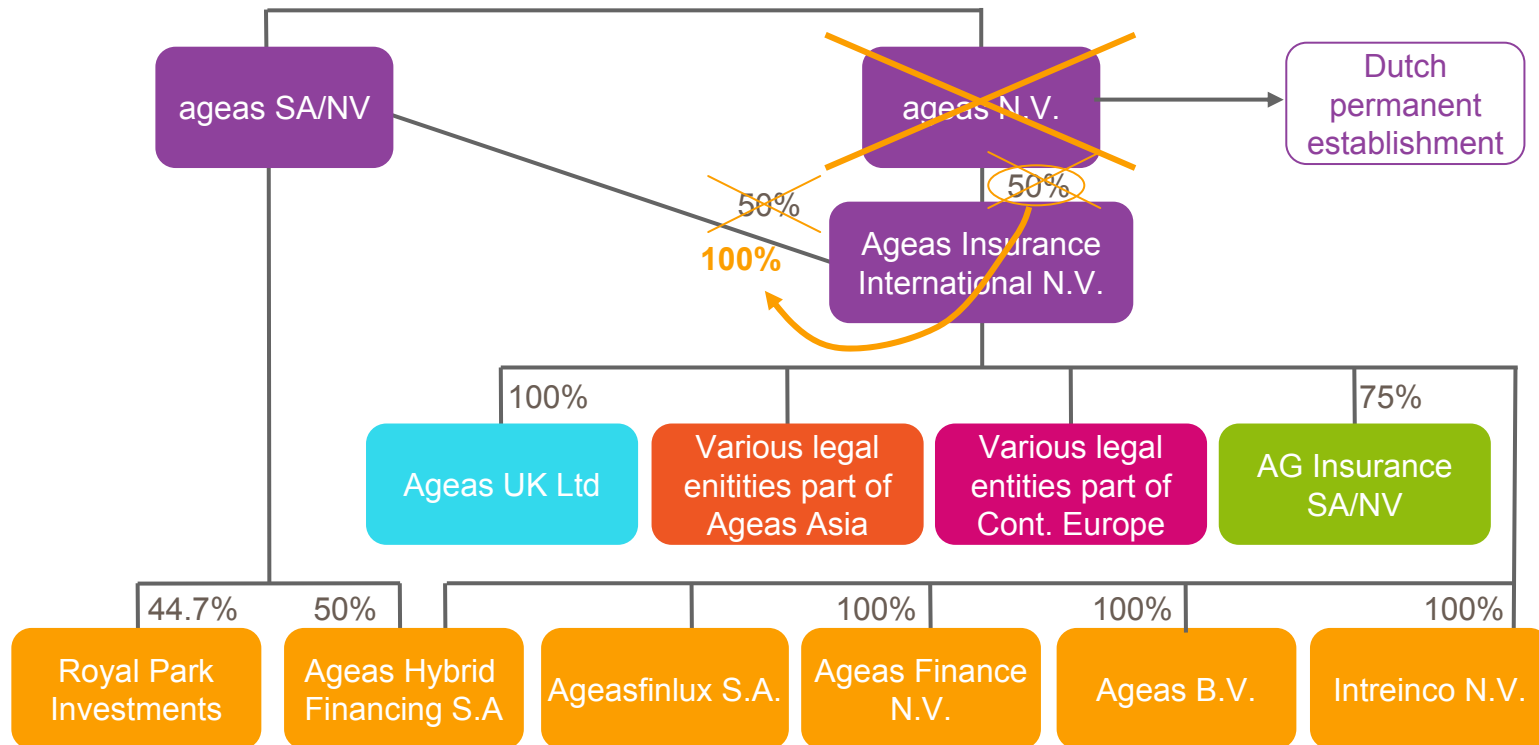 ageas SA/NV
ageas N.V.
Dutch
permanent
establishment
50%
50%
100%
Ageas Insurance
International N.V.
100%
75%
Ageas UK Ltd
Various legal
enitities part of
Ageas Asia
Various legal
entities part of
Cont. Europe
AG Insurance
SA/NV
44.7%
50%
100%
100%
100%
Royal Park
Investments
Ageas Hybrid
Financing S.A
Ageasfinlux S.A.
Ageas Finance
N.V.
Ageas B.V.
Intreinco N.V.